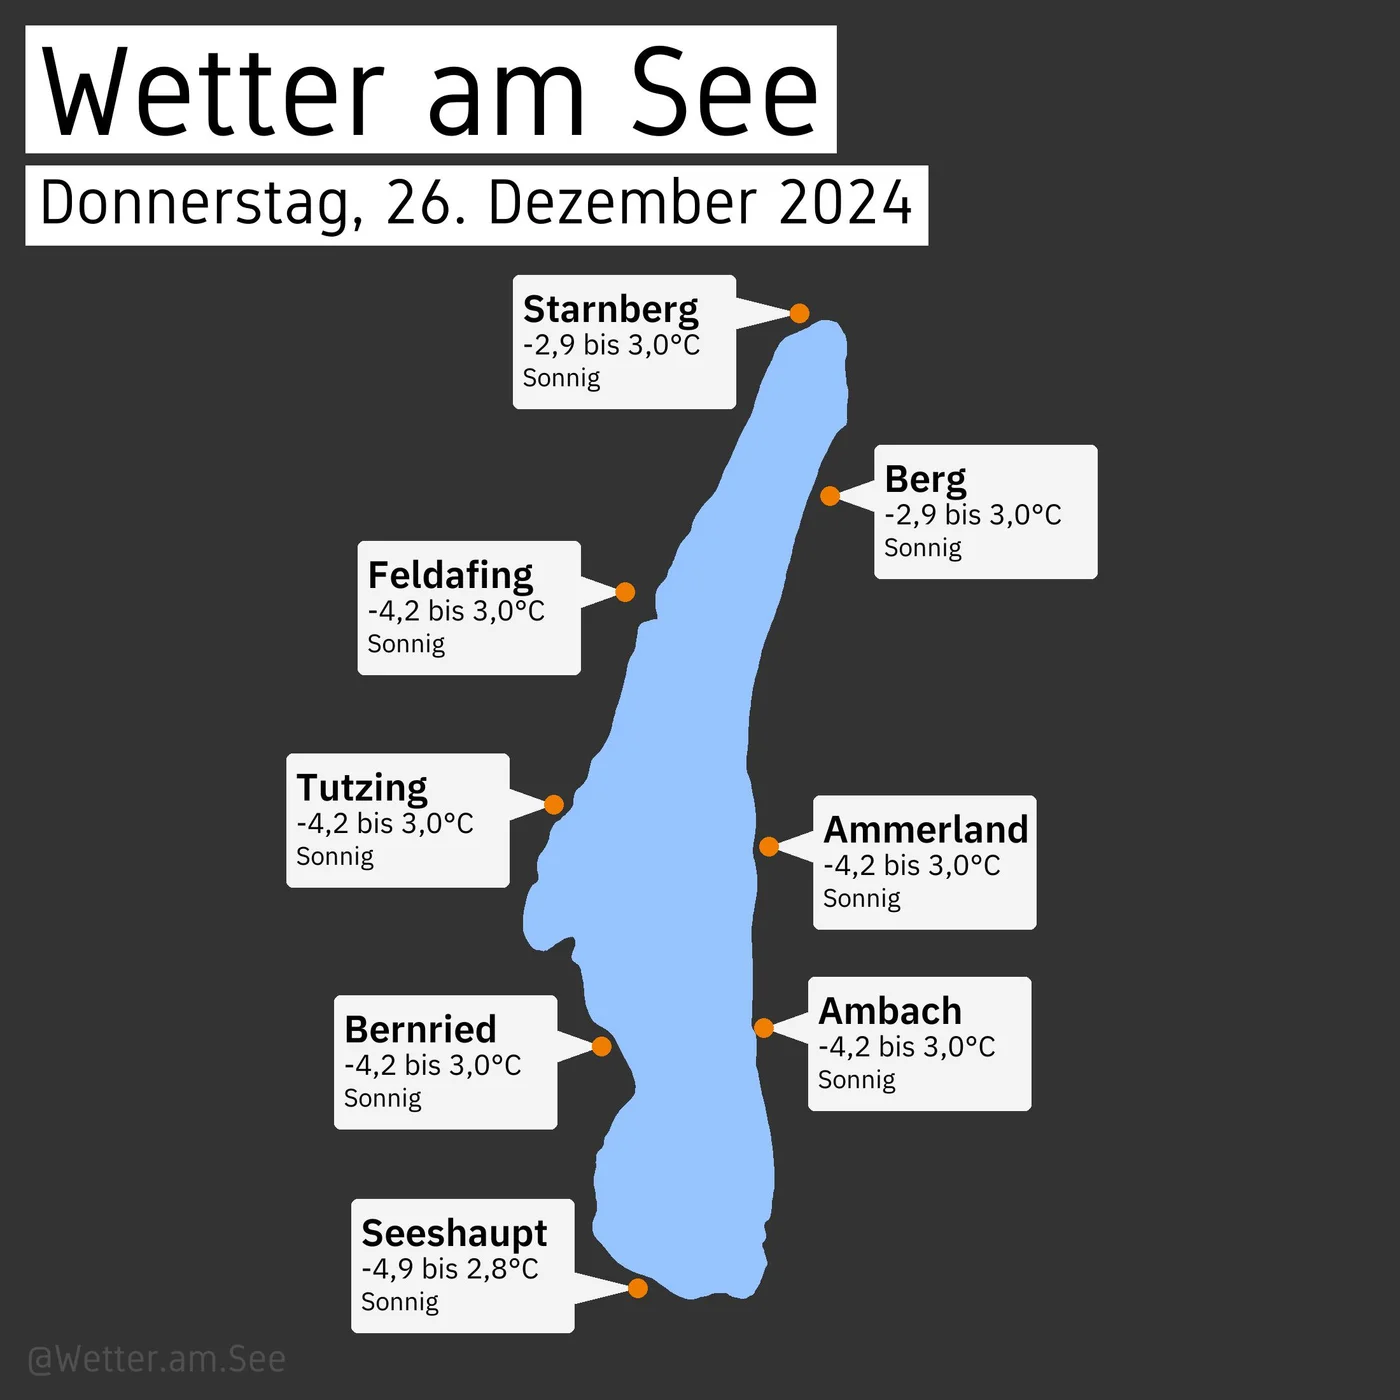 Wetter am See
Donnerstag, 26. Dezember 2024
Starnberg
-2,9 bis 3,0°C
Sonnig
Berg
-2,9 bis 3,0°C
Sonnig
Feldafing
-4,2 bis 3,0°C
Sonnig
Tutzing
-4,2 bis 3,0°C
Sonnig
Ammerland
-4,2 bis 3,0°C
Sonnig
Ambach
-4,2 bis 3,0°C
Sonnig
Bernried
-4,2 bis 3,0°C
Sonnig
Seeshaupt
-4,9 bis 2,8°C
Sonnig
@Wetter.am.See